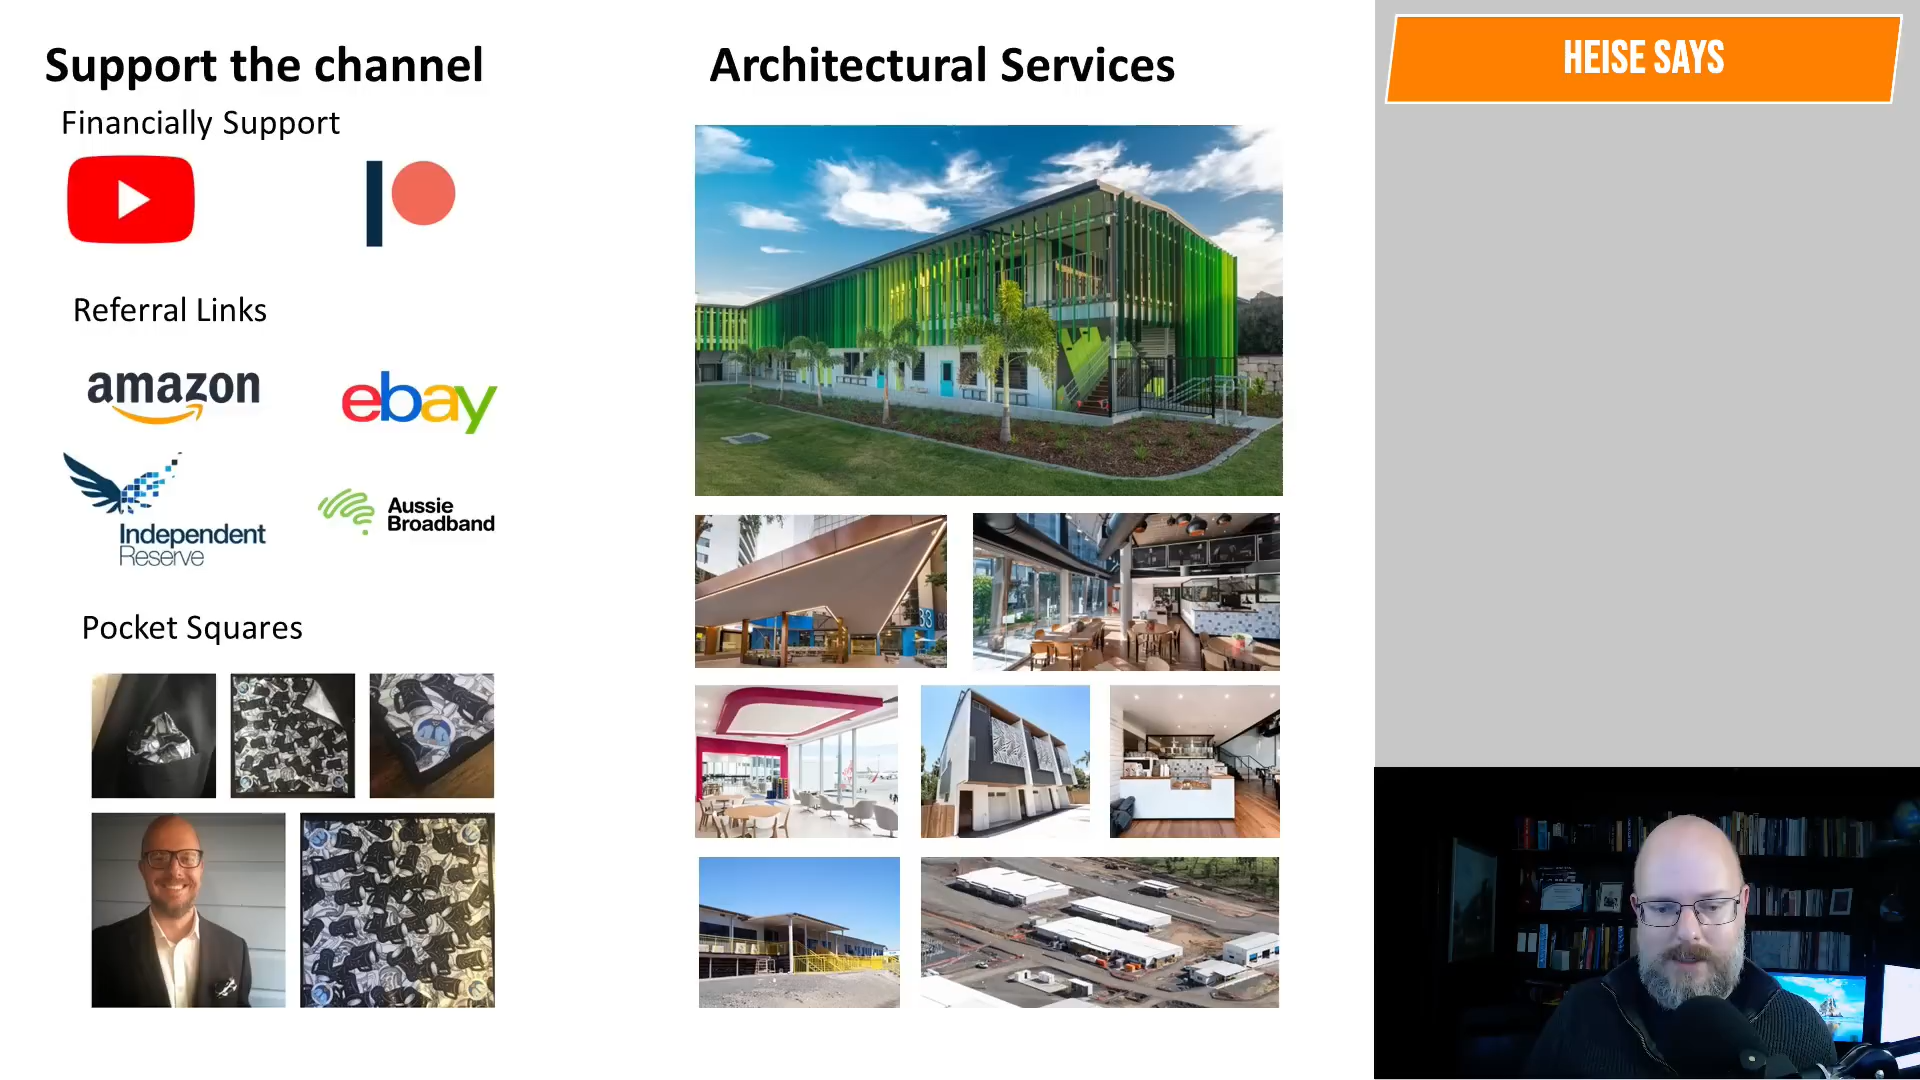 Support the channel
Financially Support
Referral Links
amazon
ebay
Independent
Reserve
Aussie
Broadband
Pocket Squares
Architectural Services
33
HEISE SAYS